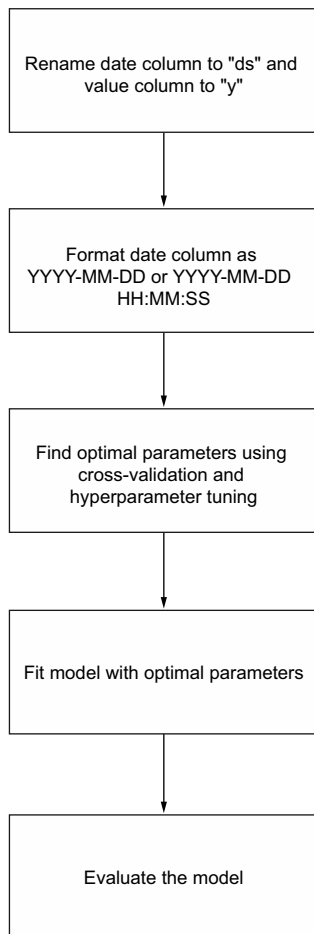 Rename date column to "ds" and
value column to "y"
Format date column as
YYYY-MM-DD or YYYY-MM-DD
HH:MM:SS
Find optimal parameters using
cross-validation and
hyperparameter tuning
Fit model with optimal parameters
Evaluate the model